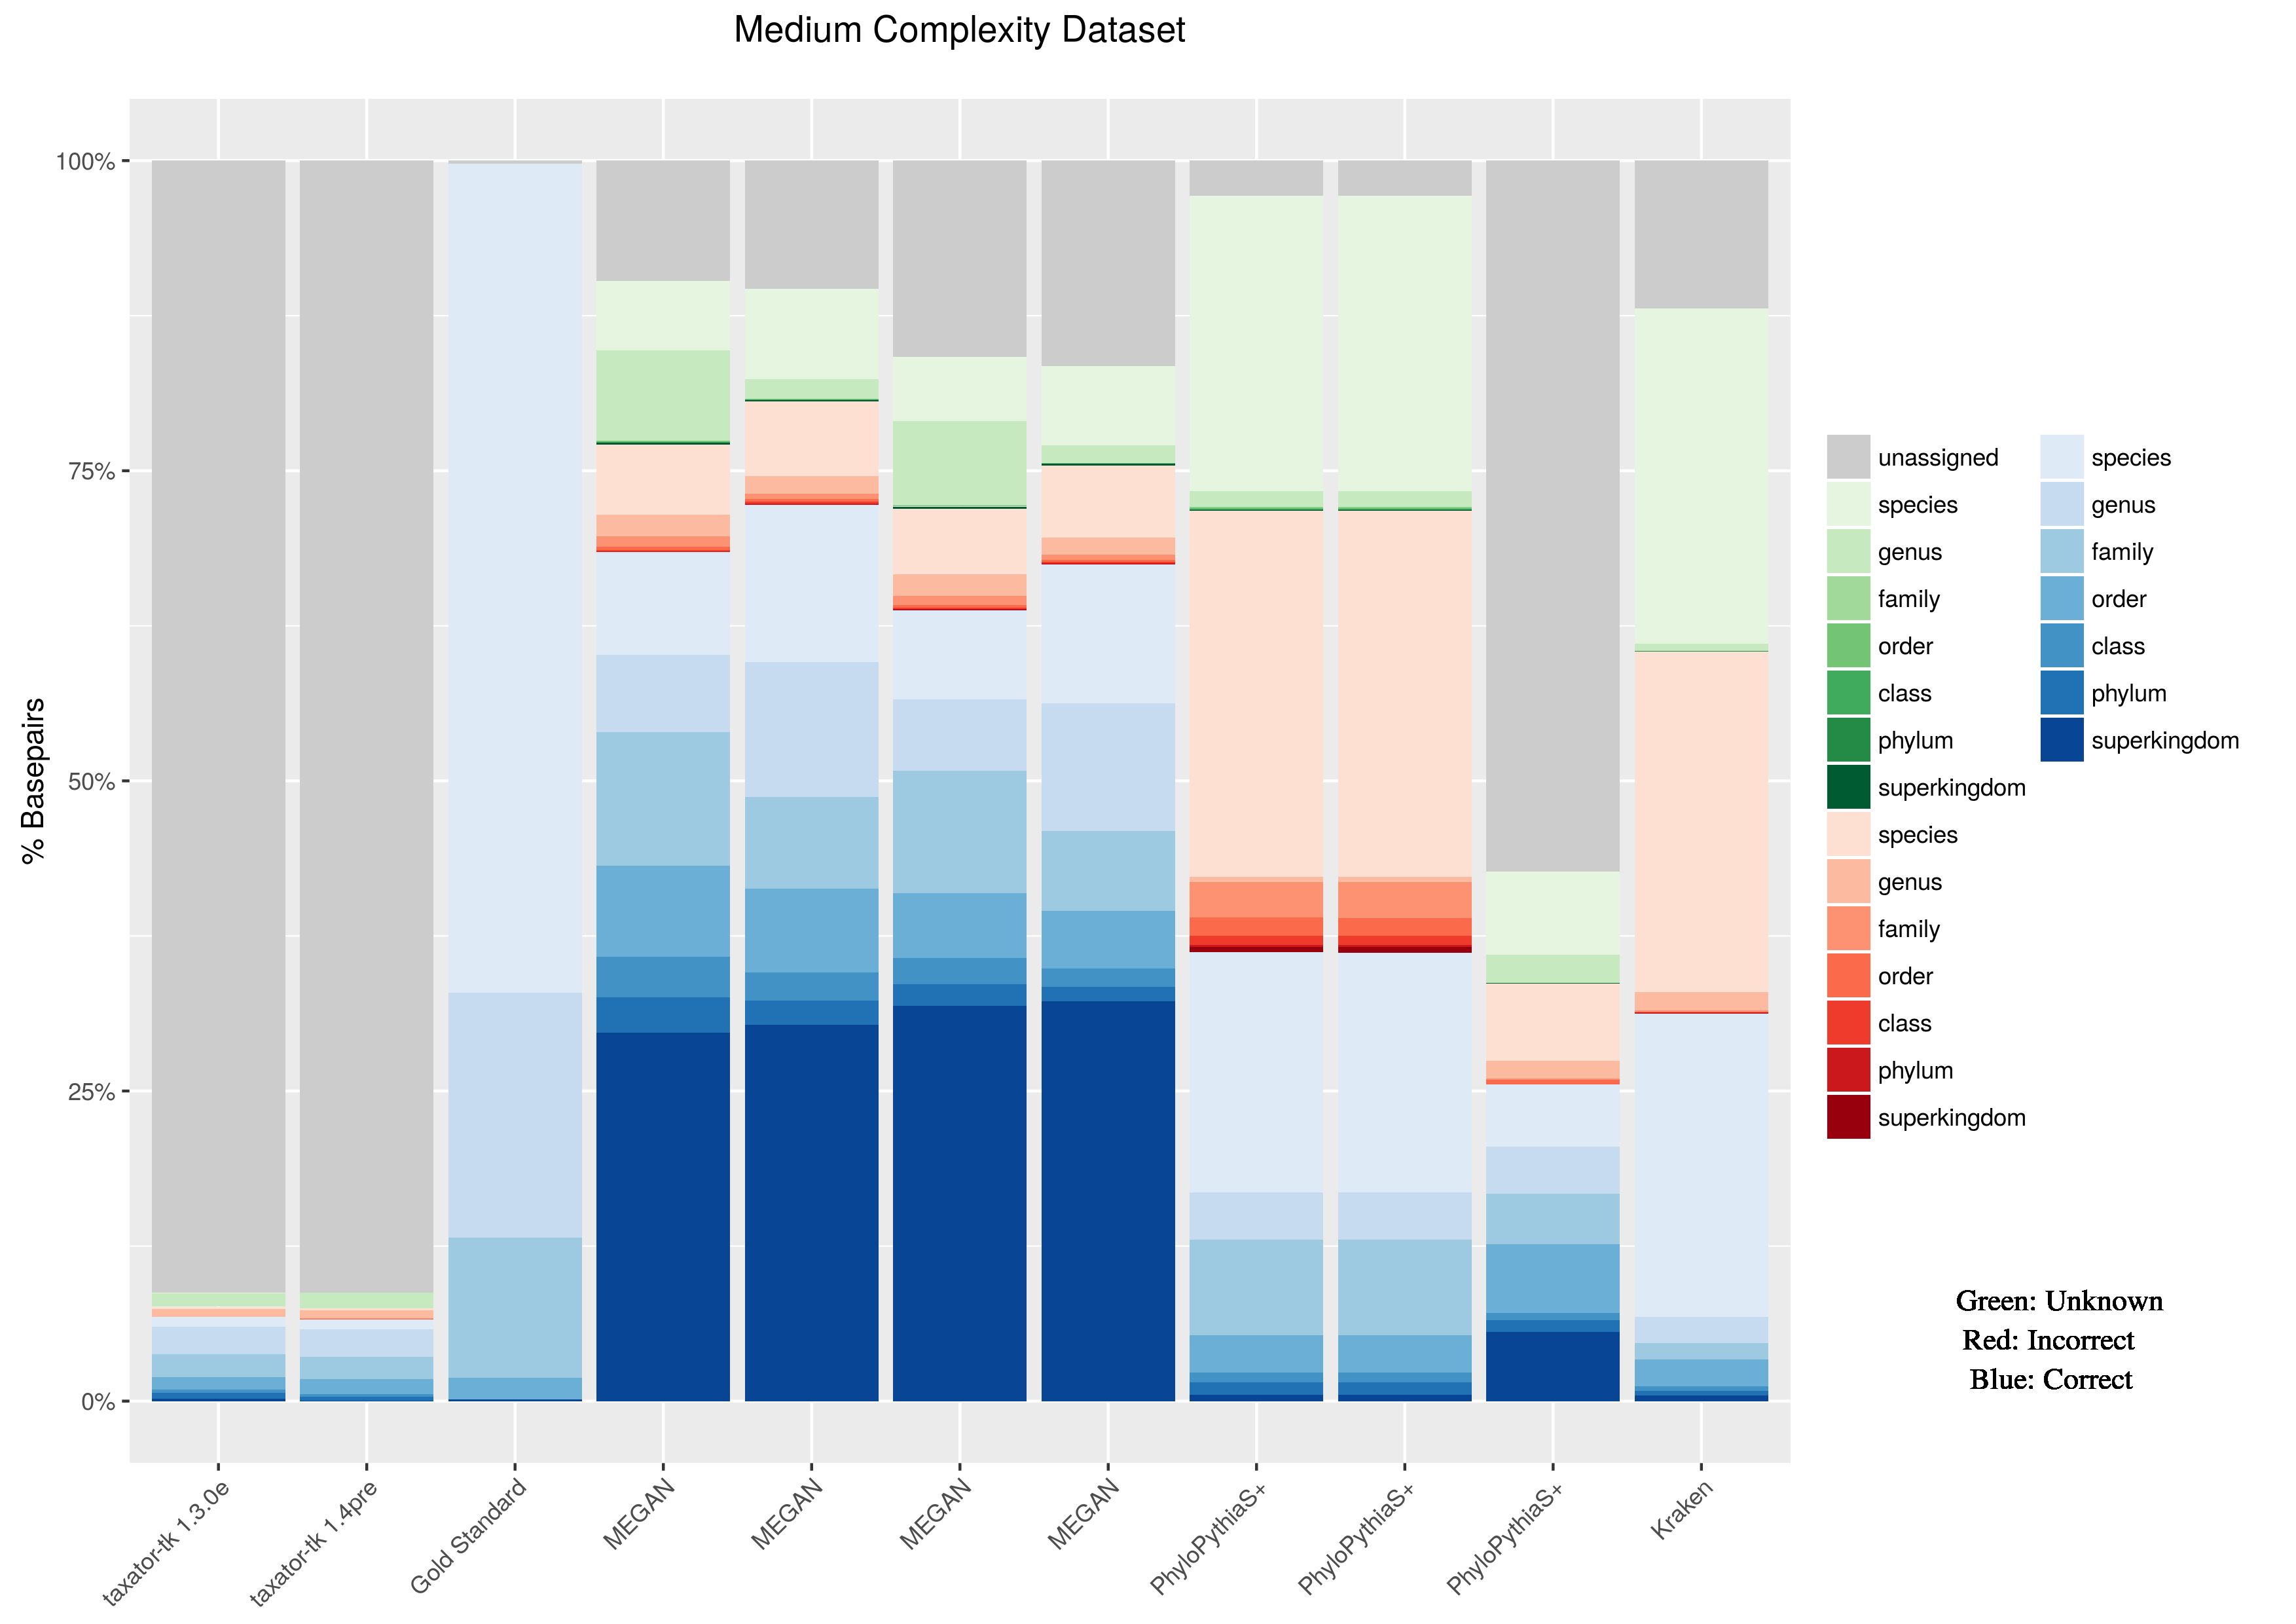 Medium Complexity Dataset
% Basepairs
100%
75%
50%
25%
0%
taxator-tk 1.3.0e
taxator-tk 1.4pre
Gold Standard
MEGAN
MEGAN
MEGAN
MEGAN
PhyloPythiaS+
PhyloPythiaS+
PhyloPythiaS+
Kraken
unassigned
species
genus
family
order
class
phylum
superkingdom
species
genus
family
order
class
phylum
superkingdom
species
genus
family
order
class
phylum
superkingdom
Green: Unknown
Red: Incorrect
Blue: Correct